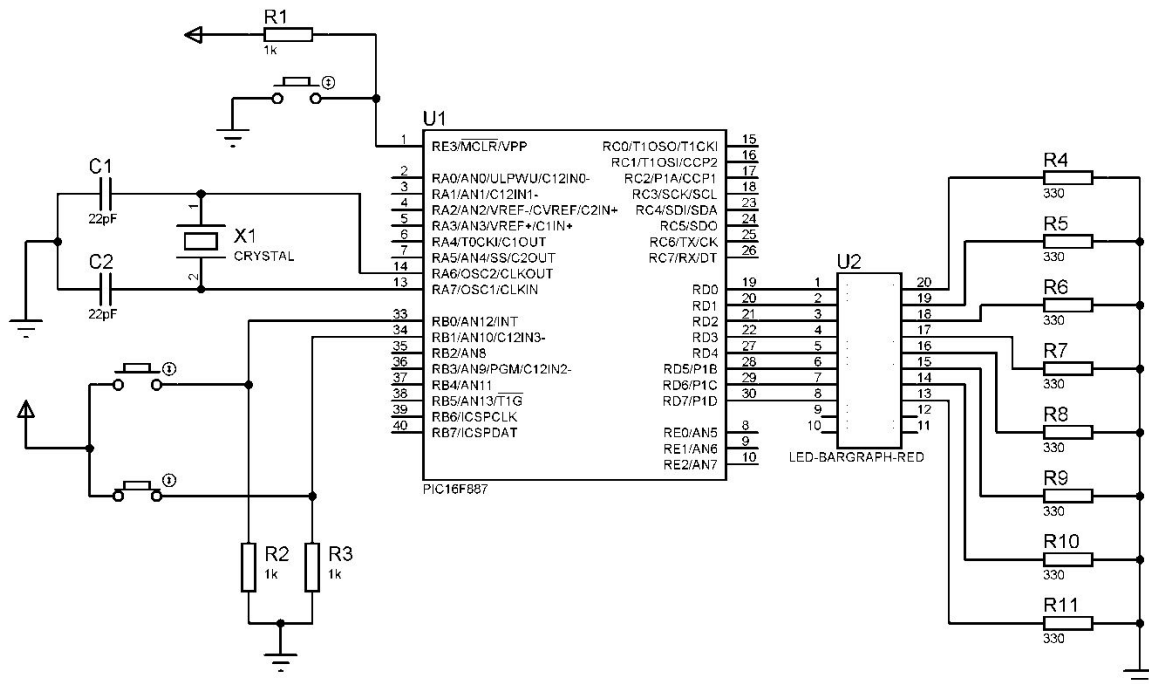 R1
1k
C1
22pF
1
X1
CRYSTAL
2
C2
22pF
U1
1 RE3/MCLR/VPP
2 RA0/AN0/ULPWU/C12IN0-
3 RA1/AN1/C12IN1-
4 RA2/AN2/VREF-/CVREF/C2IN+
5 RA3/AN3/VREF+/C1IN+
6 RA4/T0CKI/C1OUT
7 RA5/AN4/SS/C2OUT
14 RA6/OSC2/CLKOUT
13 RA7/OSC1/CLKIN
33 RB0/AN12/INT
34 RB1/AN10/C12IN3-
35 RB2/AN8
36 RB3/AN9/PGM/C12IN2-
37 RB4/AN11
38 RB5/AN13/T1G
39 RB6/ICSPCLK
40 RB7/ICSPDAT
RC0/T1OSO/T1CKI 15
RC1/T1OSI/CCP2 16
RC2/P1A/CCP1 17
RC3/SCK/SCL 18
RC4/SDI/SDA 23
RC5/SDO 24
RC6/TX/CK 25
RC7/RX/DT 26
RD0 19
RD1 20
RD2 21
RD3 22
RD4 27
RD5/P1B 28
RD6/P1C 29
RD7/P1D 30
RE0/AN5 8
RE1/AN6 9
RE2/AN7 10
PIC16F887
R2
1k
R3
1k
U2
1 20
2 19
3 18
4 17
5 16
6 15
7 14
8 13
9 12
10 11
LED-BARGRAPH-RED
R4
330
R5
330
R6
330
R7
330
R8
330
R9
330
R10
330
R11
330